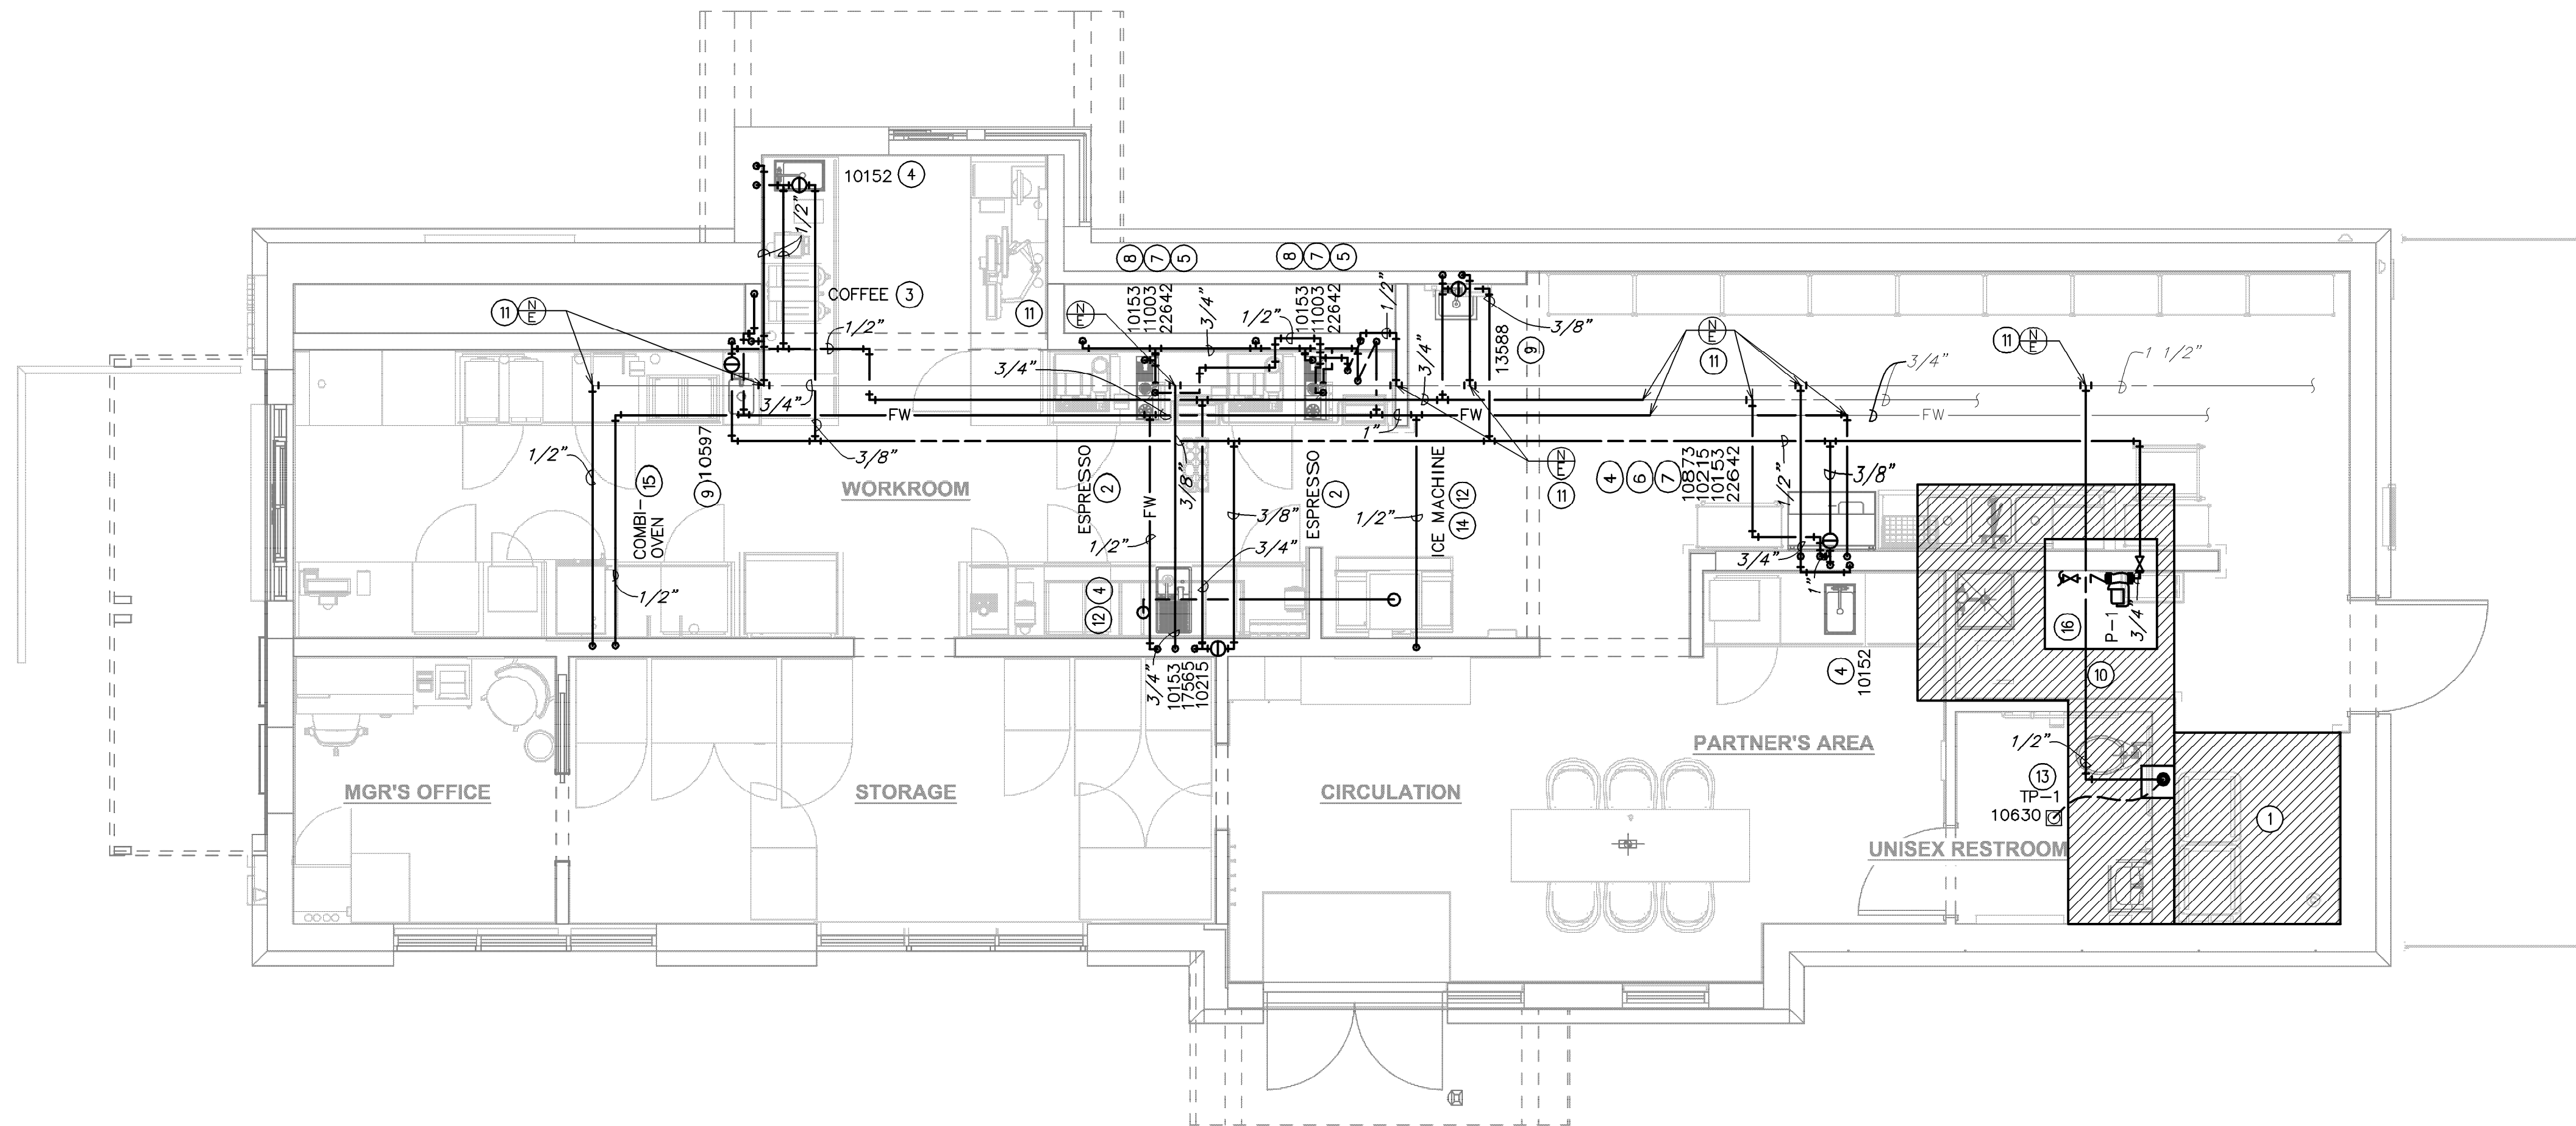 10152 4
1/2"
8 7 5
8 7 5
COFFEE 3
11
11 N E
N E
10153
11003
22642
3/4"
1/2"
10153
11003
22642
1/2"
3/8"
13588
9
N E
11
11 N E
3/4"
1 1/2"
1/2"
3/4"
3/4"
3/4"
FW
FW
FW
1"
3/8"
10597
9
1/2"
COMBI-
OVEN
15
WORKROOM
ESPRESSO
2
3/8"
FW
1/2"
3/8"
3/4"
ESPRESSO
2
1/2"
ICE MACHINE
12
14
N E
11
4 6 7
10873
10215
10153
22642
1/2"
3/8"
3/4"
1"
1/2"
4
12
3/4"
10153
17565
10215
4
10152
16
P-1
3/4"
10
PARTNER'S AREA
1/2"
13
TP-1
10630
MGR'S OFFICE
STORAGE
CIRCULATION
1
UNISEX RESTROOM